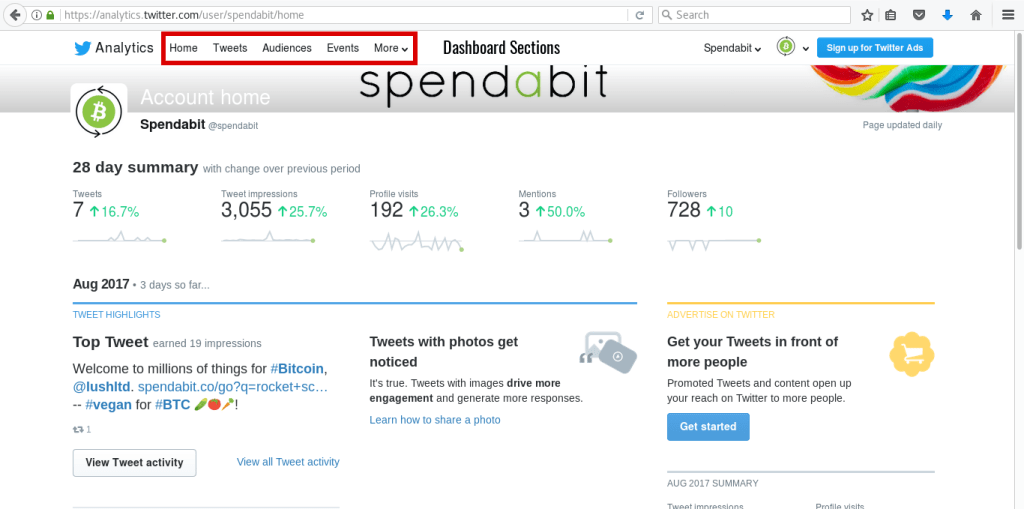 https://analytics.twitter.com/user/spendabit/home
Search
Analytics Home Tweets Audiences Events More Dashboard Sections Spendabit Sign up for Twitter Ads
spendabit
Account home
Spendabit @spendabit
Page updated daily
28 day summary with change over previous period
Tweets Tweet impressions Profile visits Mentions Followers
7 ↑16.7% 3,055 ↑25.7% 192 ↑26.3% 3 ↑50.0% 728 ↑10
Aug 2017 • 3 days so far...
TWEET HIGHLIGHTS
Top Tweet earned 19 impressions
Welcome to millions of things for #Bitcoin,
@lushltd. spendabit.co/go?q=rocket+sc…
-- #vegan for #BTC 🌽🍅🥕!
1
View Tweet activity View all Tweet activity
Tweets with photos get
noticed
It's true. Tweets with images drive more
engagement and generate more responses.
Learn how to share a photo
ADVERTISE ON TWITTER
Get your Tweets in front of
more people
Promoted Tweets and content open up
your reach on Twitter to more people.
Get started
AUG 2017 SUMMARY
Tweet impressions Profile visits